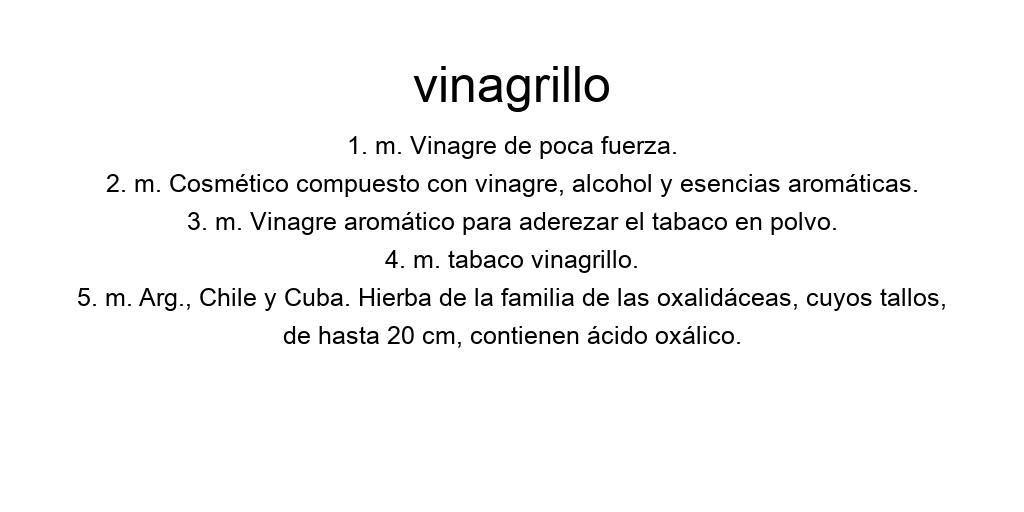 vinagrillo
1. m. Vinagre de poca fuerza.
2. m. Cosmético compuesto con vinagre, alcohol y esencias aromáticas.
3. m. Vinagre aromático para aderezar el tabaco en polvo.
4. m. tabaco vinagrillo.
5. m. Arg., Chile y Cuba. Hierba de la familia de las oxalidáceas, cuyos tallos,
de hasta 20 cm, contienen ácido oxálico.